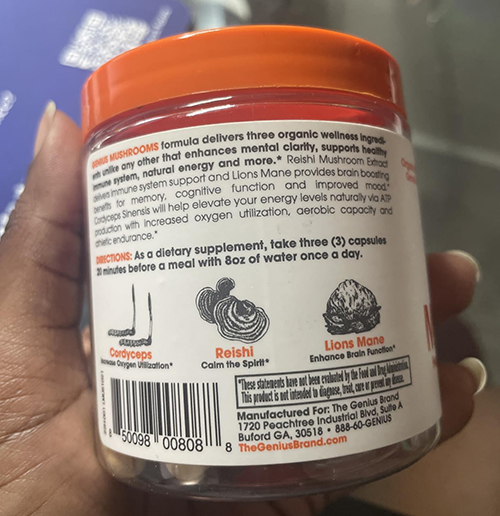 GENIUS MUSHROOMS formula delivers three organic wellness ingredi-
ents unlike any other that enhances mental clarity, supports healthy
immune system, natural energy and more.* Reishi Mushroom Extract
delivers immune system support and Lions Mane provides brain boosting
benefits for memory, cognitive function and improved mood.*
Cordyceps Sinensis will help elevate your energy levels naturally via ATP
production with increased oxygen utilization, aerobic capacity and
athletic endurance.*
DIRECTIONS: As a dietary supplement, take three (3) capsules
20 minutes before a meal with 8oz of water once a day.
Cordyceps
Increase Oxygen Utilization*
Reishi
Calm the Spirit*
Lions Mane
Enhance Brain Function*
*These statements have not been evaluated by the Food and Drug Administration.
This product is not intended to diagnose, treat, cure or prevent any disease.
Manufactured For: The Genius Brand
1720 Peachtree Industrial Blvd, Suite A
Buford GA, 30518 • 888-60-GENIUS
TheGeniusBrand.com
50098 00808 8